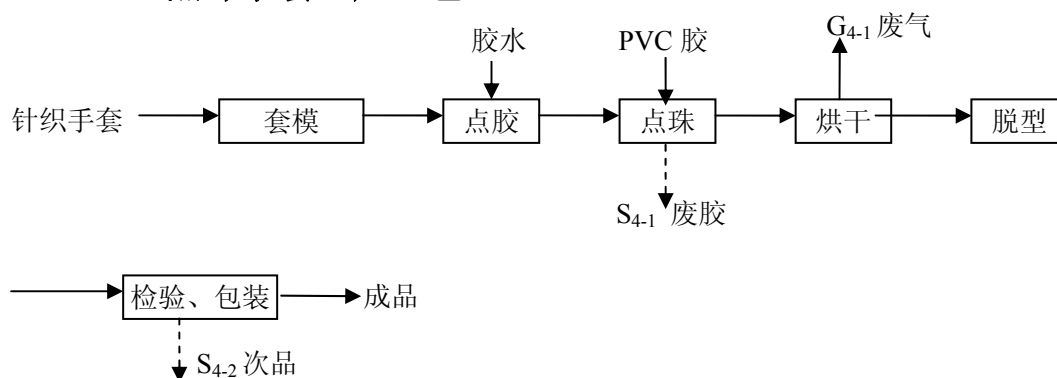 胶水 PVC 胶 G4-1 废气
针织手套 套模 点胶 点珠 烘干 脱型
S4-1 废胶
检验、包装 成品
S4-2 次品